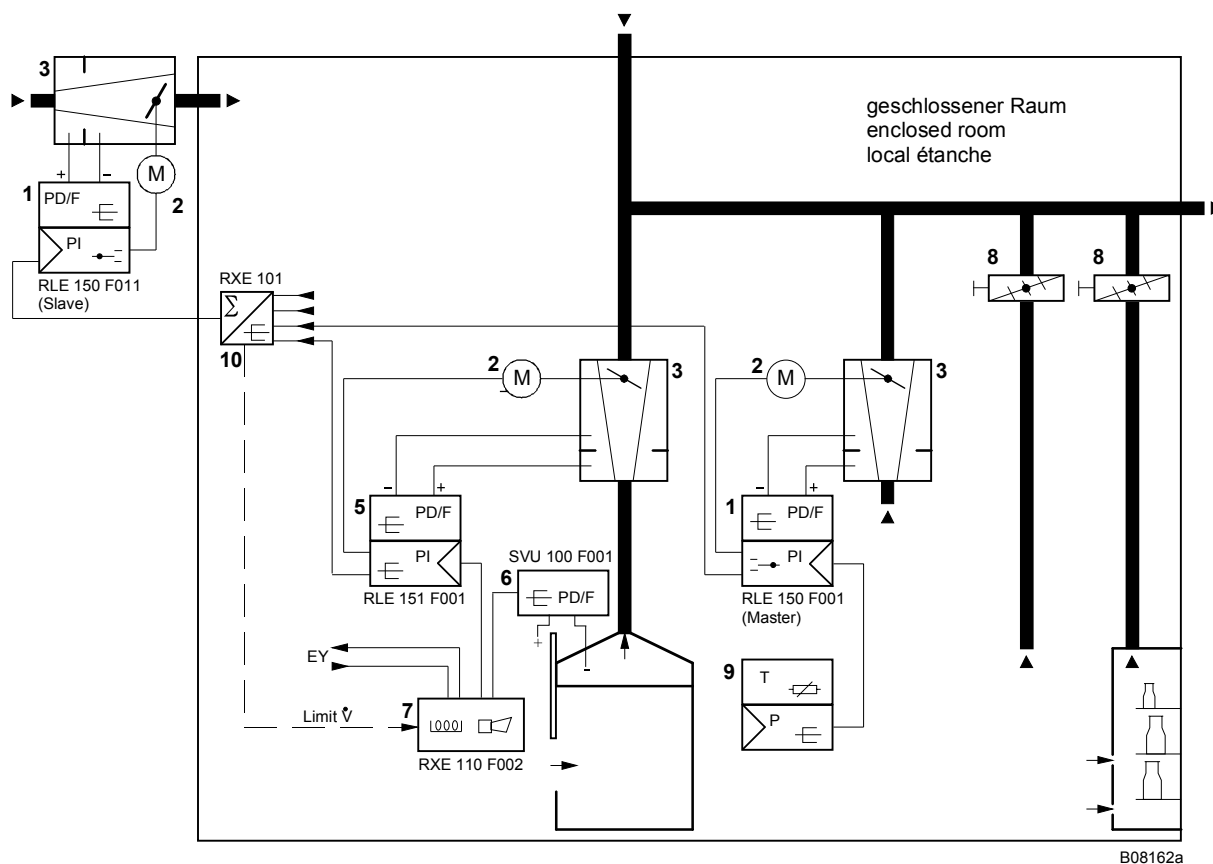 3
geschlossener Raum
enclosed room
local étanche
M
+
–
1
PD/F
2
PI
RLE 150 F011
(Slave)
8
8
RXE 101
Σ
10
2
M
3
2
M
3
–
+
–
+
5
PD/F
1
PD/F
PI
PI
SVU 100 F001
6
PD/F
RLE 151 F001
RLE 150 F001
(Master)
+
–
EY
9
T
P
Limit V̇
7
RXE 110 F002
B08162a